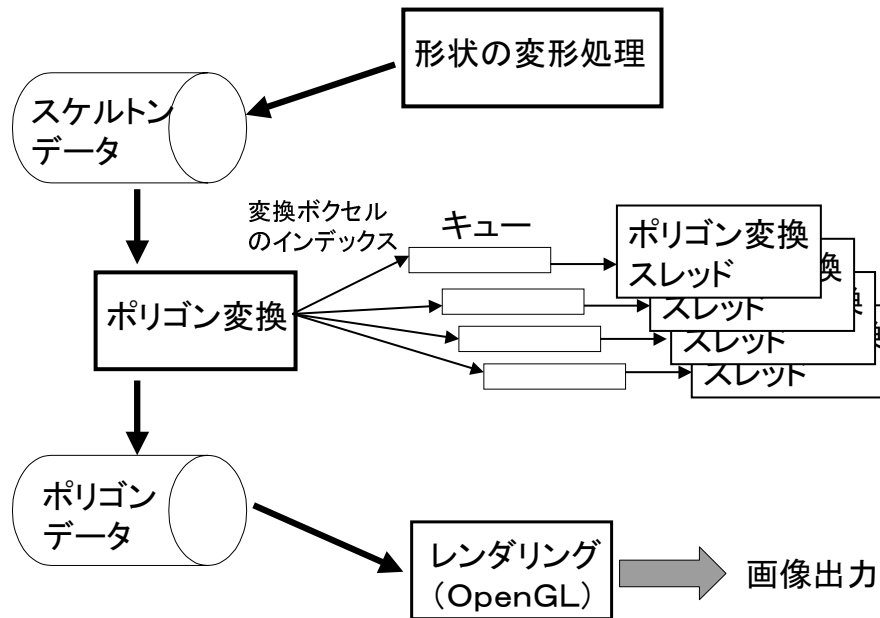 形状の変形処理
スケルトン
データ
変換ボクセル
のインデックス
キュー
ポリゴン変換
スレッド
換
スレッド
スレッド
スレッド
ポリゴン変換
ポリゴン
データ
レンダリング
（OpenGL）
画像出力